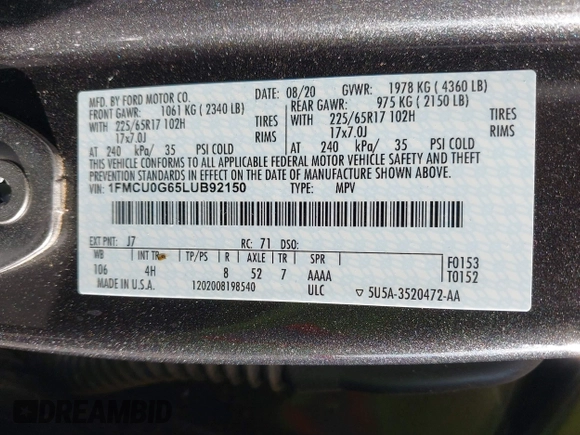 MFD. BY FORD MOTOR CO.
DATE: 08/20 GVWR: 1978 KG ( 4360 LB)
FRONT GAWR: 1061 KG ( 2340 LB)
REAR GAWR: 975 KG ( 2150 LB)
WITH 225/65R17 102H TIRES
WITH 225/65R17 102H TIRES
17x7.0J RIMS
17x7.0J RIMS
AT 240 kPa/ 35 PSI COLD
AT 240 kPa/ 35 PSI COLD
THIS VEHICLE CONFORMS TO ALL APPLICABLE FEDERAL MOTOR VEHICLE SAFETY AND THEFT
PREVENTION STANDARDS IN EFFECT ON THE DATE OF MANUFACTURE SHOWN ABOVE.
VIN: 1FMCU0G65LUB92150 TYPE: MPV
EXT PNT: J7 RC: 71 DSO:
WB INT TR TP/PS R AXLE TR SPR
106 4H 8 52 7 AAAA
F0153
T0152
MADE IN U.S.A. 1202008198540 ULC ▽ 5U5A-3520472-AA
DREAMBID